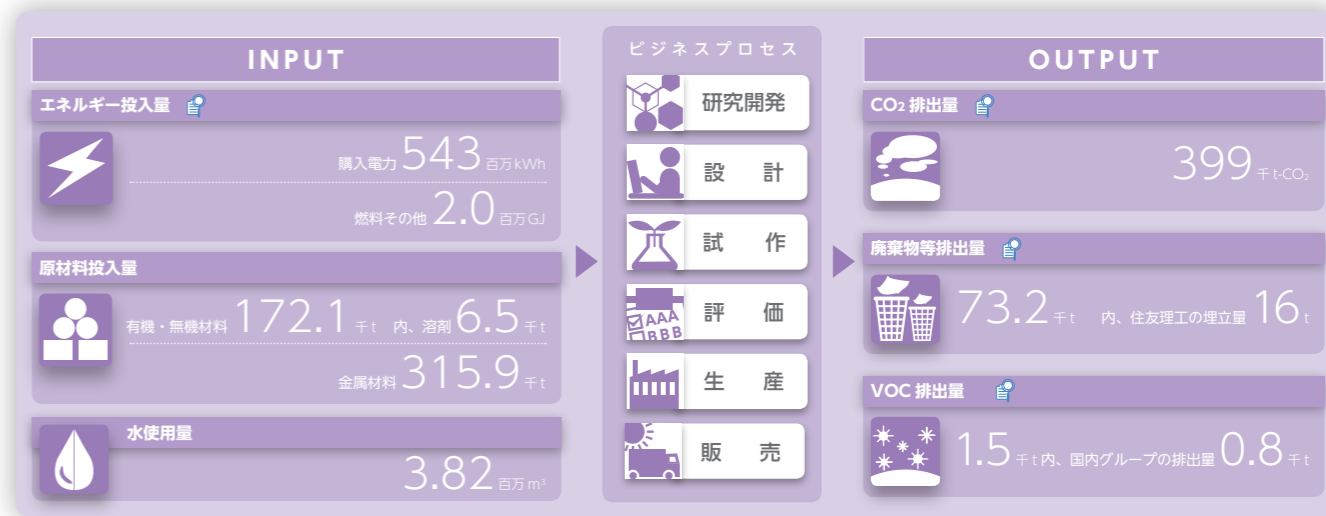 INPUT
エネルギー投入量
購入電力 543 百万kWh
燃料その他 2.0 百万GJ
原材料投入量
有機・無機材料 172.1 千t 内、溶剤 6.5 千t
金属材料 315.9 千t
水使用量
3.82 百万m³
ビジネスプロセス
研究開発
設計
試作
AAA
BBB
評価
生産
販売
OUTPUT
CO₂排出量
399 千t-CO₂
廃棄物等排出量
73.2 千t 内、住友理工の埋立量 16 t
VOC排出量
1.5 千t 内、国内グループの排出量 0.8 千t